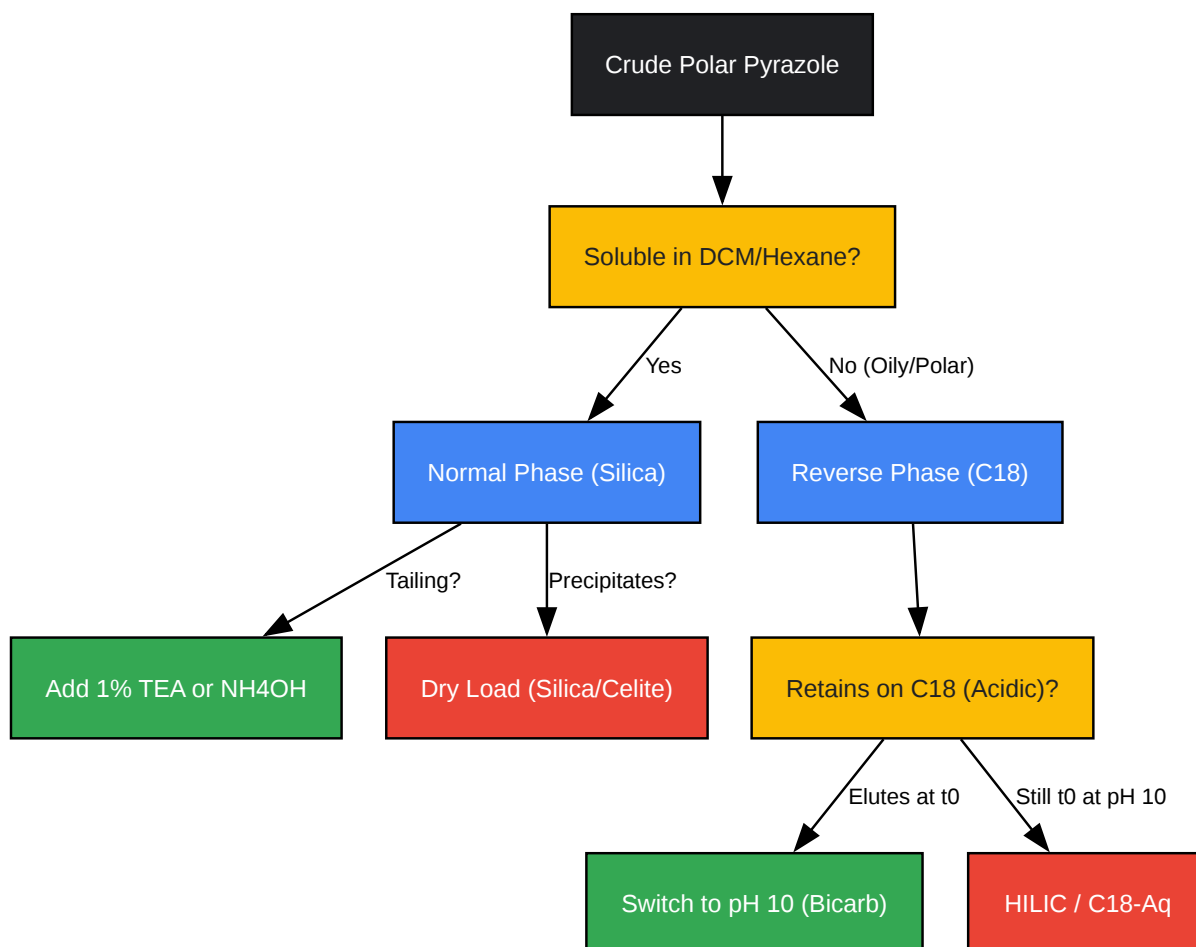 Crude Polar Pyrazole
Soluble in DCM/Hexane?
Yes
No (Oily/Polar)
Normal Phase (Silica)
Reverse Phase (C18)
Tailing?
Precipitates?
Add 1% TEA or NH4OH
Dry Load (Silica/Celite)
Retains on C18 (Acidic)?
Elutes at t0
Still t0 at pH 10
Switch to pH 10 (Bicarb)
HILIC / C18-Aq